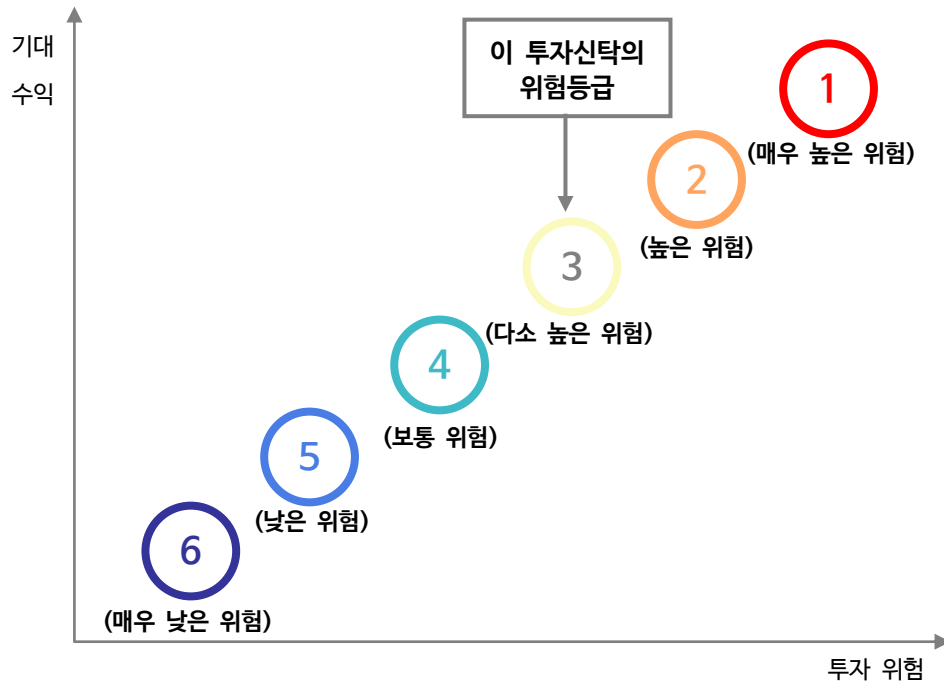 기대
수익
이 투자신탁의
위험등급
1
(매우 높은 위험)
2
(높은 위험)
3
(다소 높은 위험)
4
(보통 위험)
5
(낮은 위험)
6
(매우 낮은 위험)
투자 위험